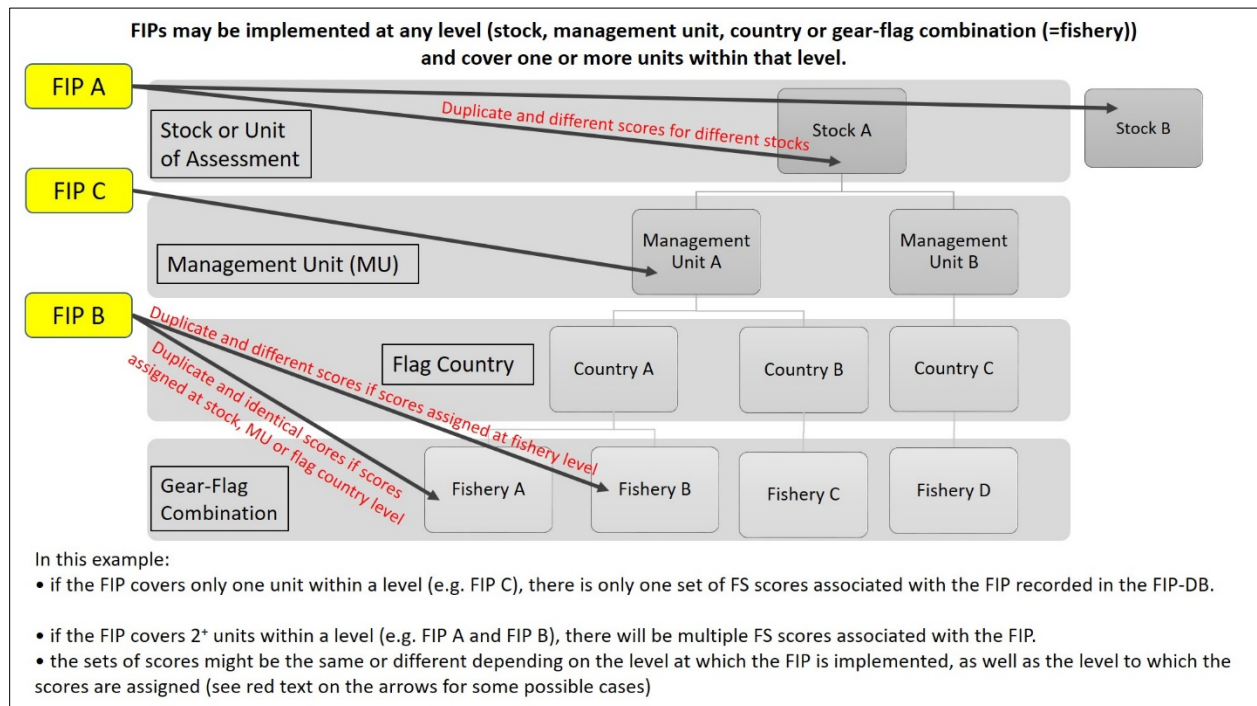 FIPs may be implemented at any level (stock, management unit, country or gear-flag combination (=fishery))
and cover one or more units within that level.
FIP A
Duplicate and different scores for different stocks
Stock or Unit
of Assessment
Stock A
Stock B
FIP C
Management Unit (MU)
Management
Unit A
Management
Unit B
FIP B
Duplicate and different scores if scores assigned at fishery level
Duplicate and identical scores if scores
assigned at stock, MU or flag country level
Flag Country
Country A
Country B
Country C
Gear-Flag
Combination
Fishery A
Fishery B
Fishery C
Fishery D
In this example:
• if the FIP covers only one unit within a level (e.g. FIP C), there is only one set of FS scores associated with the FIP recorded in the FIP-DB.
• if the FIP covers 2⁺ units within a level (e.g. FIP A and FIP B), there will be multiple FS scores associated with the FIP.
• the sets of scores might be the same or different depending on the level at which the FIP is implemented, as well as the level to which the
scores are assigned (see red text on the arrows for some possible cases)